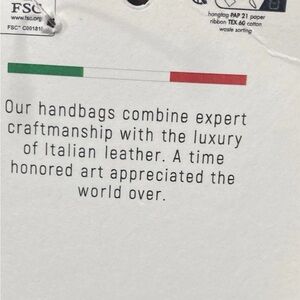 FSC
www.fsc.org
hangtag PAP 21 paper
ribbon TEX 60 cotton
waste sorting
Our handbags combine expert
craftmanship with the luxury
of Italian leather. A time
honored art appreciated the
world over.